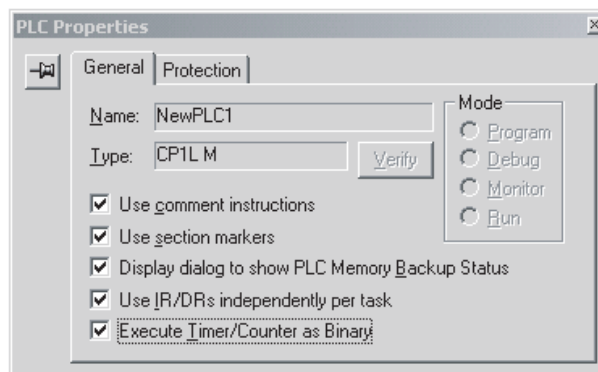 PLC Properties
General Protection
Name: NewPLC1
Type: CP1L M Verify
Mode
Program
Debug
Monitor
Run
Use comment instructions
Use section markers
Display dialog to show PLC Memory Backup Status
Use IR/DRs independently per task
Execute Timer/Counter as Binary